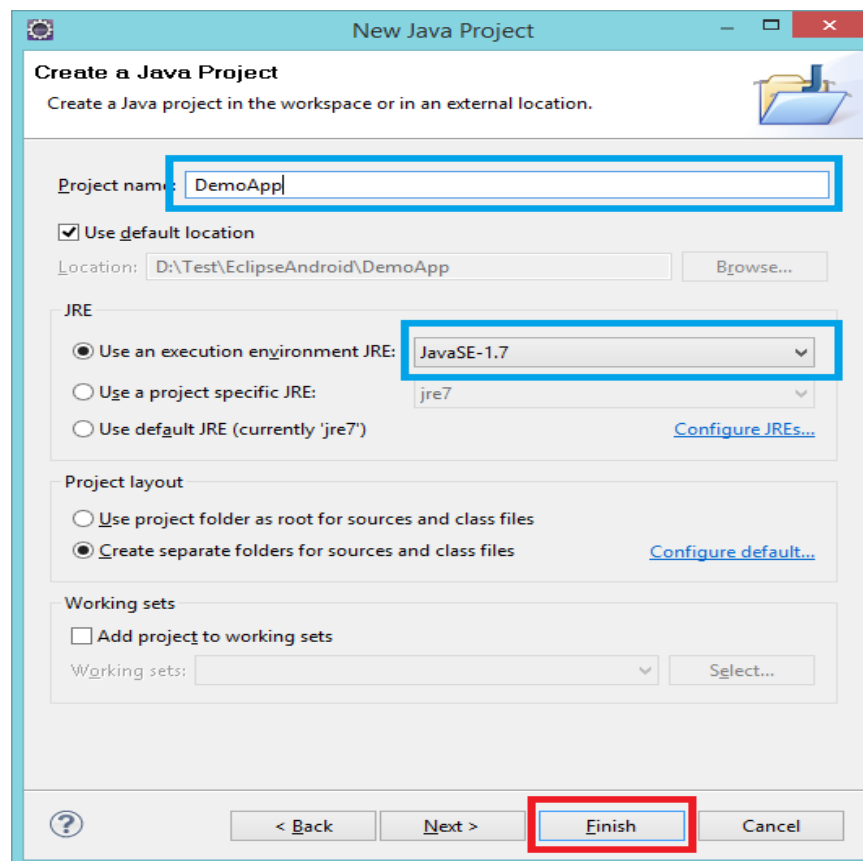 New Java Project
Create a Java Project
Create a Java project in the workspace or in an external location.
Project name: DemoApp
Use default location
Location: D:\Test\EclipseAndroid\DemoApp Browse...
JRE
Use an execution environment JRE: JavaSE-1.7
Use a project specific JRE: jre7
Use default JRE (currently 'jre7') Configure JREs...
Project layout
Use project folder as root for sources and class files
Create separate folders for sources and class files Configure default...
Working sets
Add project to working sets
Working sets: Select...
? < Back Next > Finish Cancel